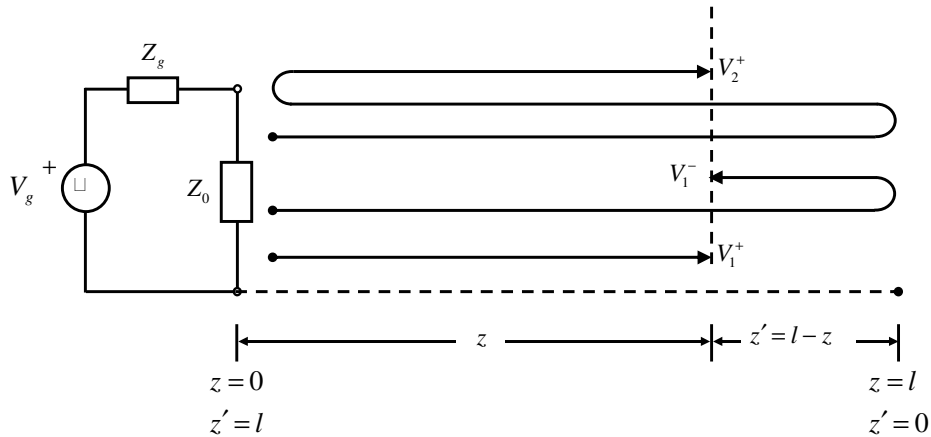 Z_g
V_2^+
V_g
+
Z_0
V_1^-
V_1^+
z
z′ = l − z
z = 0
z = l
z′ = l
z′ = 0